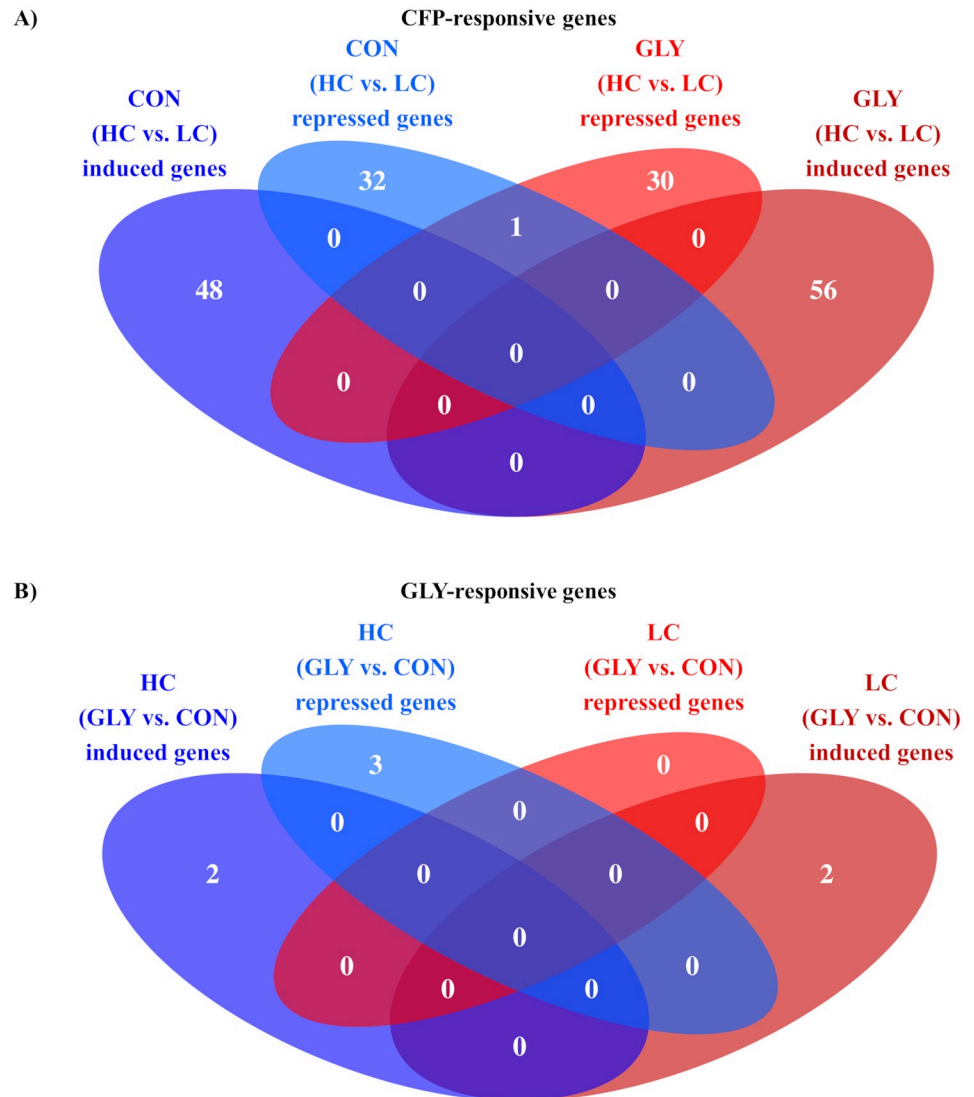 A)
CFP-responsive genes
CON
(HC vs. LC)
induced genes
CON
(HC vs. LC)
repressed genes
GLY
(HC vs. LC)
repressed genes
GLY
(HC vs. LC)
induced genes
32
30
0
1
0
48
0
0
56
0
0
0
0
0
0
B)
GLY-responsive genes
HC
(GLY vs. CON)
induced genes
HC
(GLY vs. CON)
repressed genes
LC
(GLY vs. CON)
repressed genes
LC
(GLY vs. CON)
induced genes
3
0
0
0
0
2
0
0
2
0
0
0
0
0
0